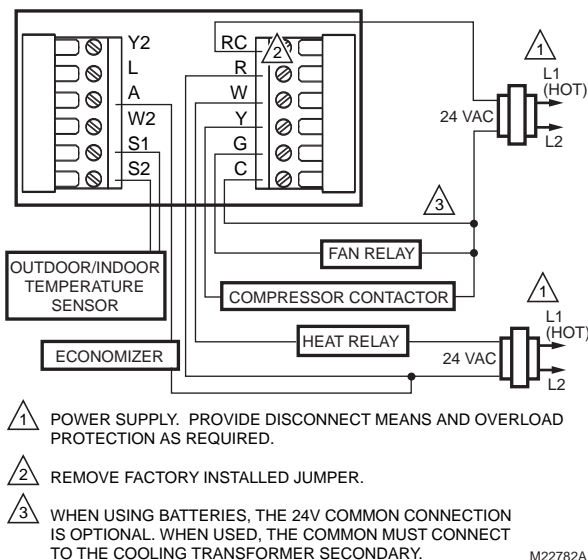 Y2
L
A
W2
S1
S2
RC
R
W
Y
G
C
2
1
L1
(HOT)
24 VAC
L2
3
OUTDOOR/INDOOR
TEMPERATURE
SENSOR
FAN RELAY
COMPRESSOR CONTACTOR
1
L1
(HOT)
HEAT RELAY
24 VAC
L2
ECONOMIZER
1 POWER SUPPLY. PROVIDE DISCONNECT MEANS AND OVERLOAD
PROTECTION AS REQUIRED.
2 REMOVE FACTORY INSTALLED JUMPER.
3 WHEN USING BATTERIES, THE 24V COMMON CONNECTION
IS OPTIONAL. WHEN USED, THE COMMON MUST CONNECT
TO THE COOLING TRANSFORMER SECONDARY.
M22782A